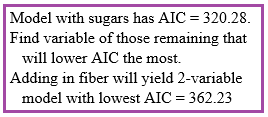 Model with sugars has AIC = 320.28.
Find variable of those remaining that
will lower AIC the most.
Adding in fiber will yield 2-variable
model with lowest AIC = 362.23